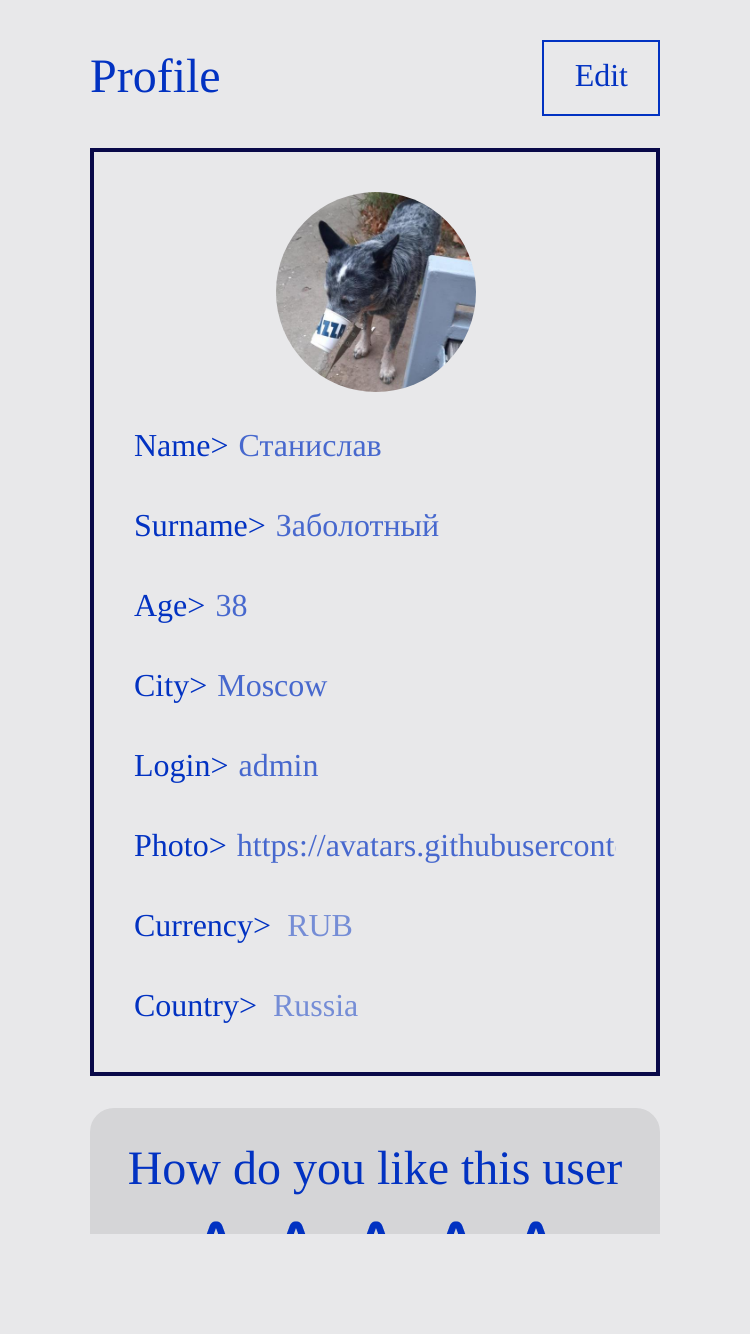 Profile
Edit
Name> Станислав
Surname> Заболотный
Age> 38
City> Moscow
Login> admin
Photo> https://avatars.githubusercont
Currency> RUB
Country> Russia
How do you like this user